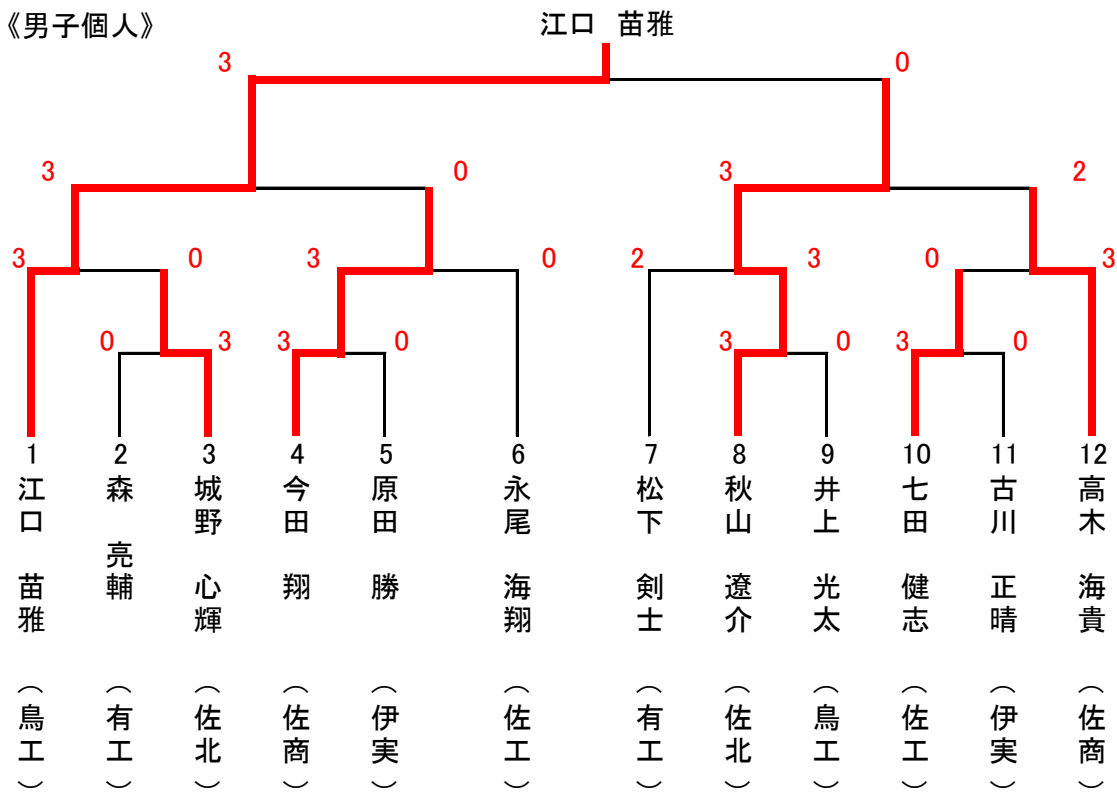 《男子個人》
江口 苗雅
3 0
3 0 3 2
3 0 3 0 2 3 0 3
0 3 3 0 3 0 3 0
1 2 3 4 5 6 7 8 9 10 11 12
江口 苗雅 (鳥工)
森 亮輔 (有工)
城野 心輝 (佐北)
今田 翔 (佐商)
原田 勝 (伊実)
永尾 海翔 (佐工)
松下 剣士 (有工)
秋山 遼介 (佐北)
井上 光太 (鳥工)
七田 健志 (佐工)
古川 正晴 (伊実)
高木 海貴 (佐商)